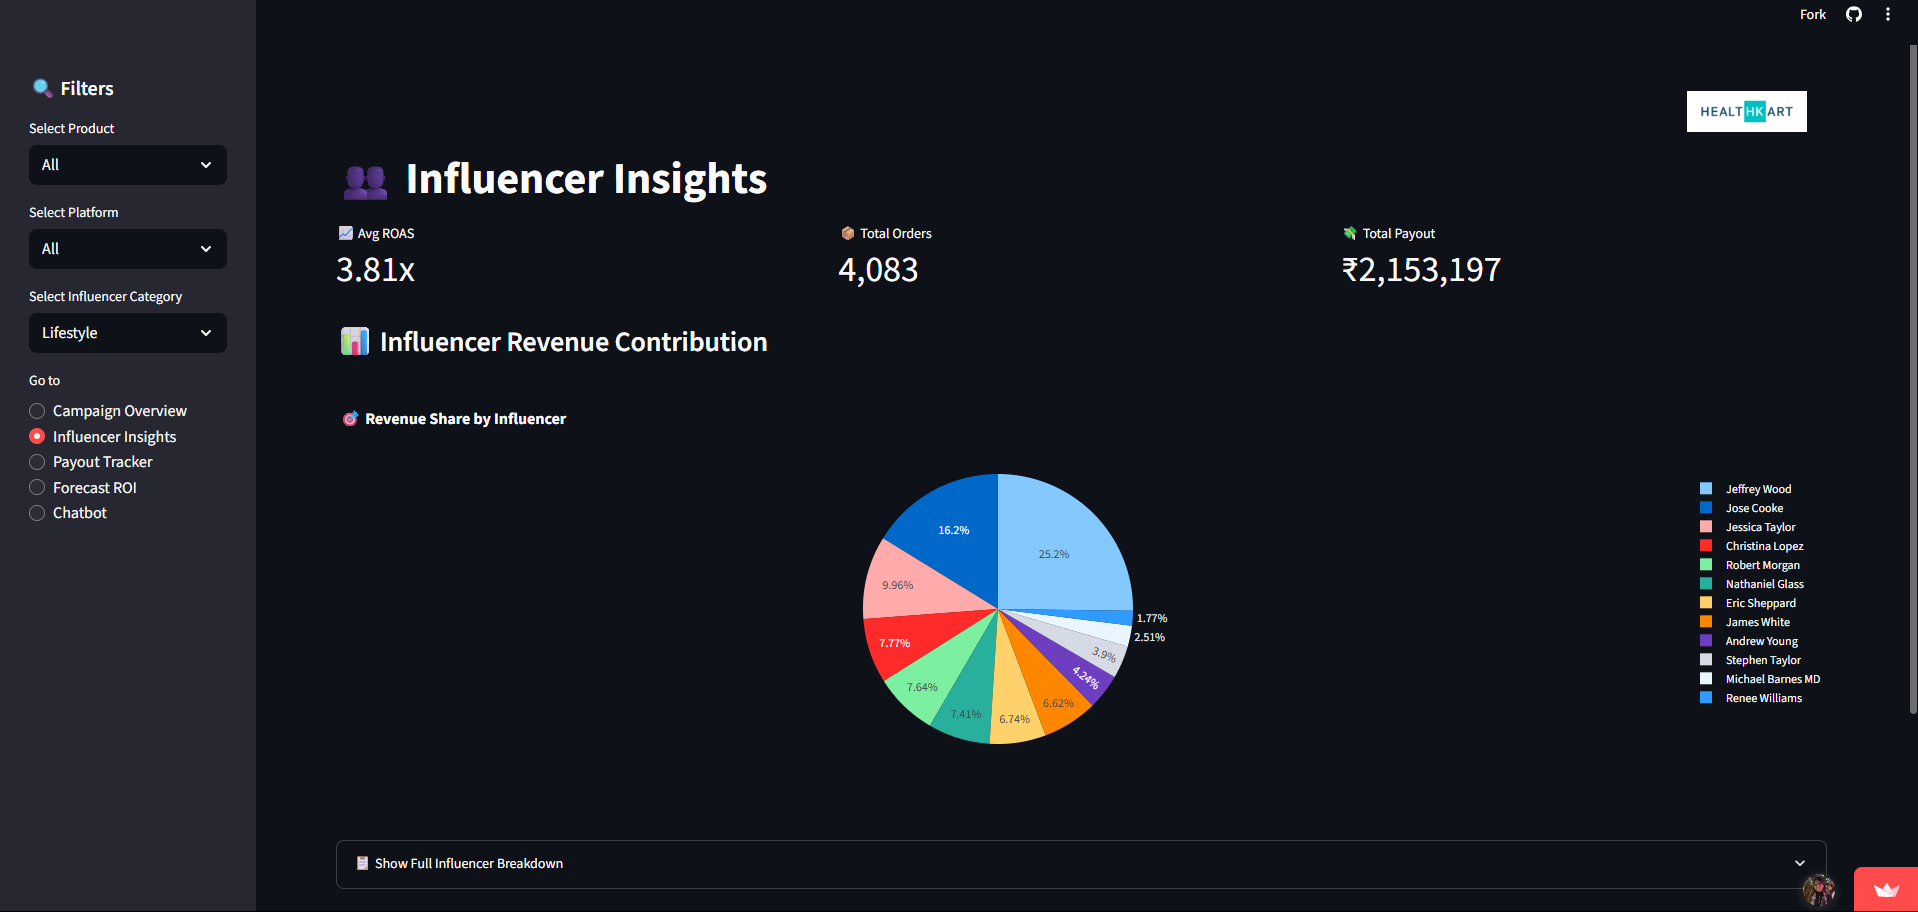 Fork
Filters
Select Product
All
Select Platform
All
Select Influencer Category
Lifestyle
Go to
Campaign Overview
Influencer Insights
Payout Tracker
Forecast ROI
Chatbot
HEALTHKART
Influencer Insights
Avg ROAS
3.81x
Total Orders
4,083
Total Payout
₹2,153,197
Influencer Revenue Contribution
Revenue Share by Influencer
25.2%
16.2%
9.96%
7.77%
7.64%
7.41%
6.74%
6.62%
4.24%
3.9%
2.51%
1.77%
Jeffrey Wood
Jose Cooke
Jessica Taylor
Christina Lopez
Robert Morgan
Nathaniel Glass
Eric Sheppard
James White
Andrew Young
Stephen Taylor
Michael Barnes MD
Renee Williams
Show Full Influencer Breakdown